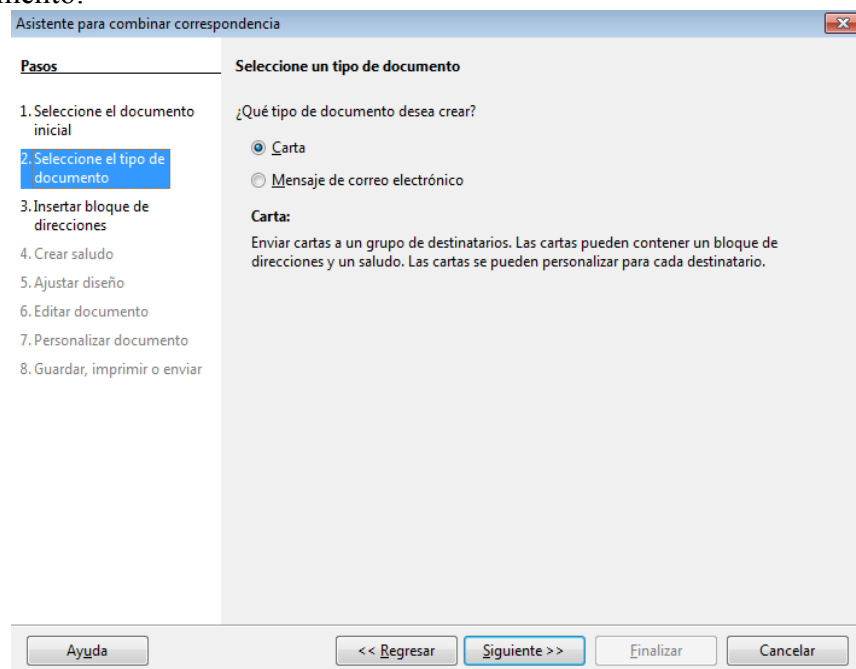 mento.
Asistente para combinar correspondencia
Pasos
1. Seleccione el documento
inicial
2. Seleccione el tipo de
documento
3. Insertar bloque de
direcciones
4. Crear saludo
5. Ajustar diseño
6. Editar documento
7. Personalizar documento
8. Guardar, imprimir o enviar
Seleccione un tipo de documento
¿Qué tipo de documento desea crear?
Carta
Mensaje de correo electrónico
Carta:
Enviar cartas a un grupo de destinatarios. Las cartas pueden contener un bloque de
direcciones y un saludo. Las cartas se pueden personalizar para cada destinatario.
Ayuda
<< Regresar
Siguiente >>
Finalizar
Cancelar